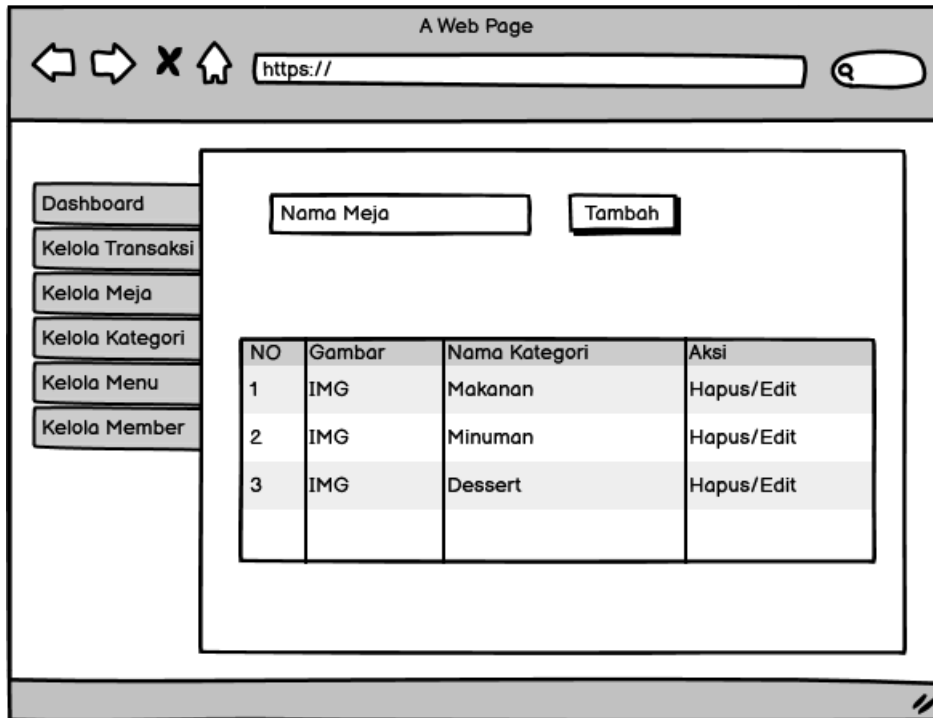 A Web Page
https://
Dashboard
Kelola Transaksi
Kelola Meja
Kelola Kategori
Kelola Menu
Kelola Member
Nama Meja
Tambah
NO Gambar Nama Kategori Aksi
1 IMG Makanan Hapus/Edit
2 IMG Minuman Hapus/Edit
3 IMG Dessert Hapus/Edit